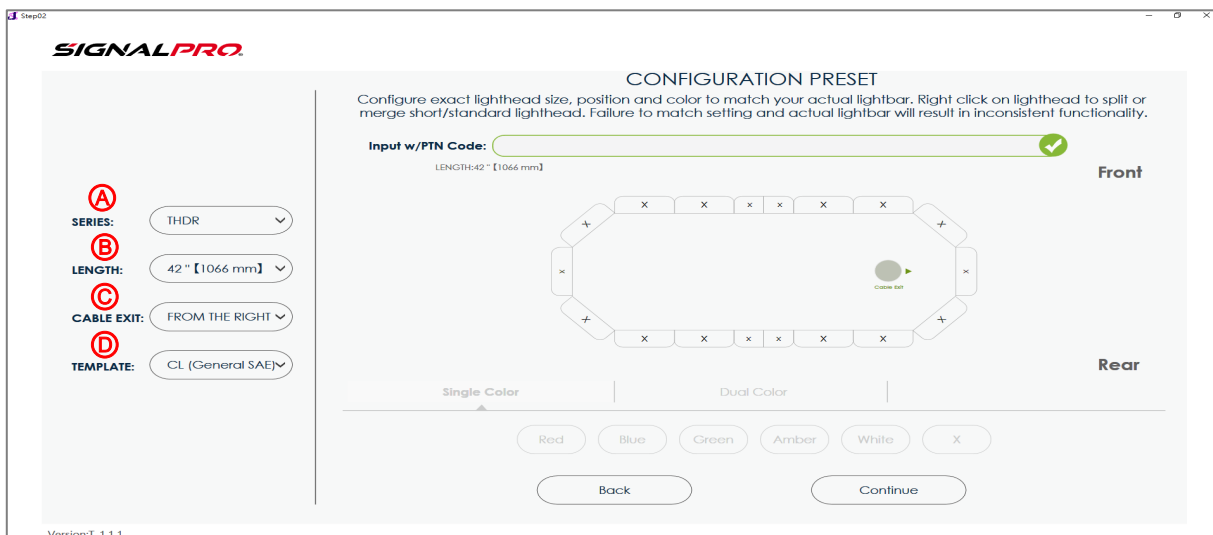 Step02
SIGNALPRO
CONFIGURATION PRESET
Configure exact lighthead size, position and color to match your actual lightbar. Right click on lighthead to split or
merge short/standard lighthead. Failure to match setting and actual lightbar will result in inconsistent functionality.
Input w/PTN Code:
LENGTH:42 "【1066 mm】
Front
A
SERIES: THDR
B
LENGTH: 42 "【1066 mm】
C
CABLE EXIT: FROM THE RIGHT
D
TEMPLATE: CL (General SAE)
X X X X X X
X X
X X
Cable Exit
X X
X X X X X X
Rear
Single Color Dual Color
Red Blue Green Amber White X
Back Continue
Version:T_1.1.1